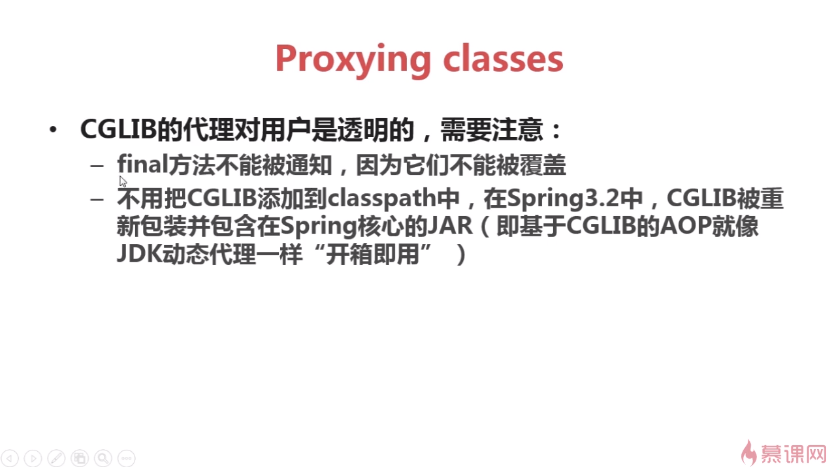 Proxying classes
• CGLIB的代理对用户是透明的，需要注意：
– final方法不能被通知，因为它们不能被覆盖
– 不用把CGLIB添加到classpath中，在Spring3.2中，CGLIB被重
新包装并包含在Spring核心的JAR（即基于CGLIB的AOP就像
JDK动态代理一样“开箱即用” ）
慕课网